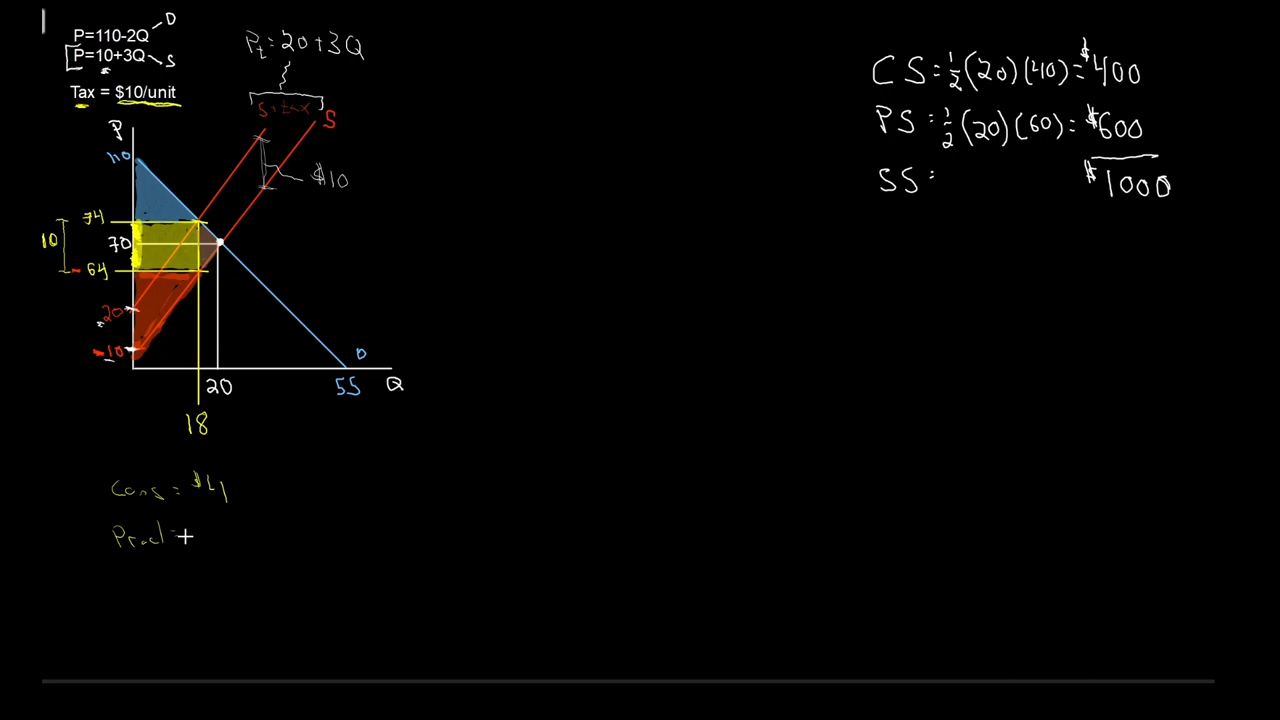 P=110-2Q D
P=10+3Q S
Tax = $10/unit
Pt = 20+3Q
S+tax
S
$10
P
110
74
10
70
64
20
10
D
20
55
Q
18
Cons = $4
Prod =
CS = 1/2 (20)(40) = $400
PS = 1/2 (20)(60) = $600
SS = $1000